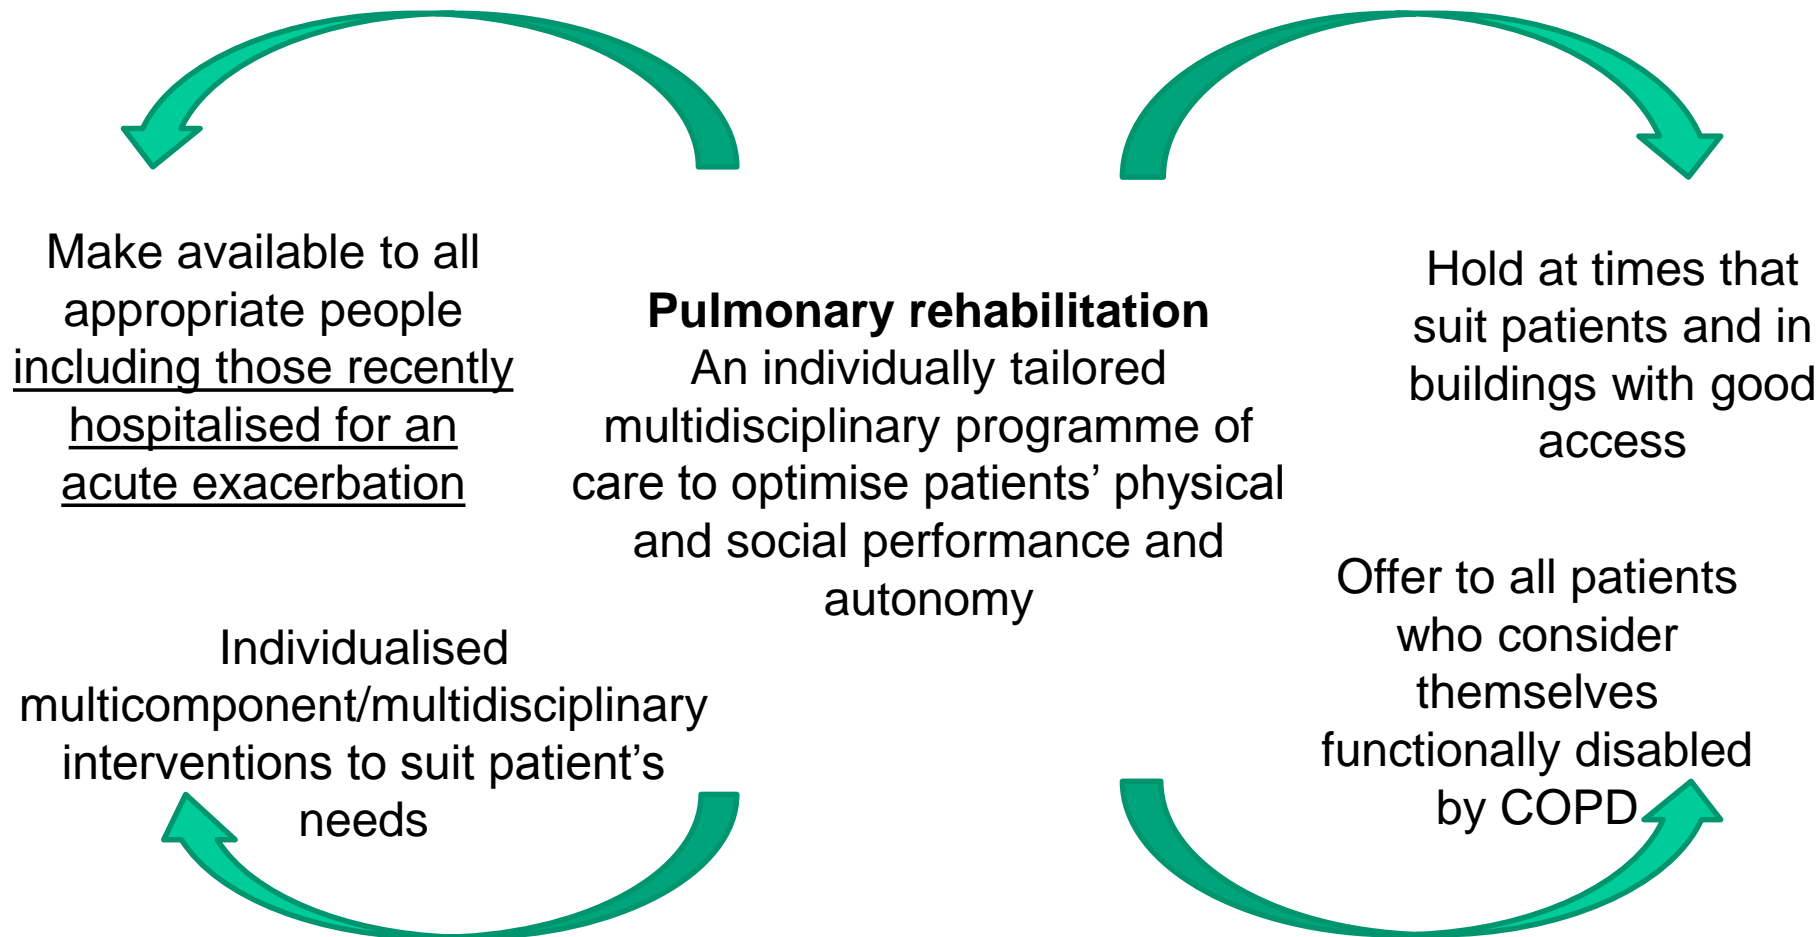 Make available to all
appropriate people
including those recently
hospitalised for an
acute exacerbation
Individualised
multicomponent/multidisciplinary
interventions to suit patient’s
needs
Pulmonary rehabilitation
An individually tailored
multidisciplinary programme of
care to optimise patients’ physical
and social performance and
autonomy
Hold at times that
suit patients and in
buildings with good
access
Offer to all patients
who consider
themselves
functionally disabled
by COPD